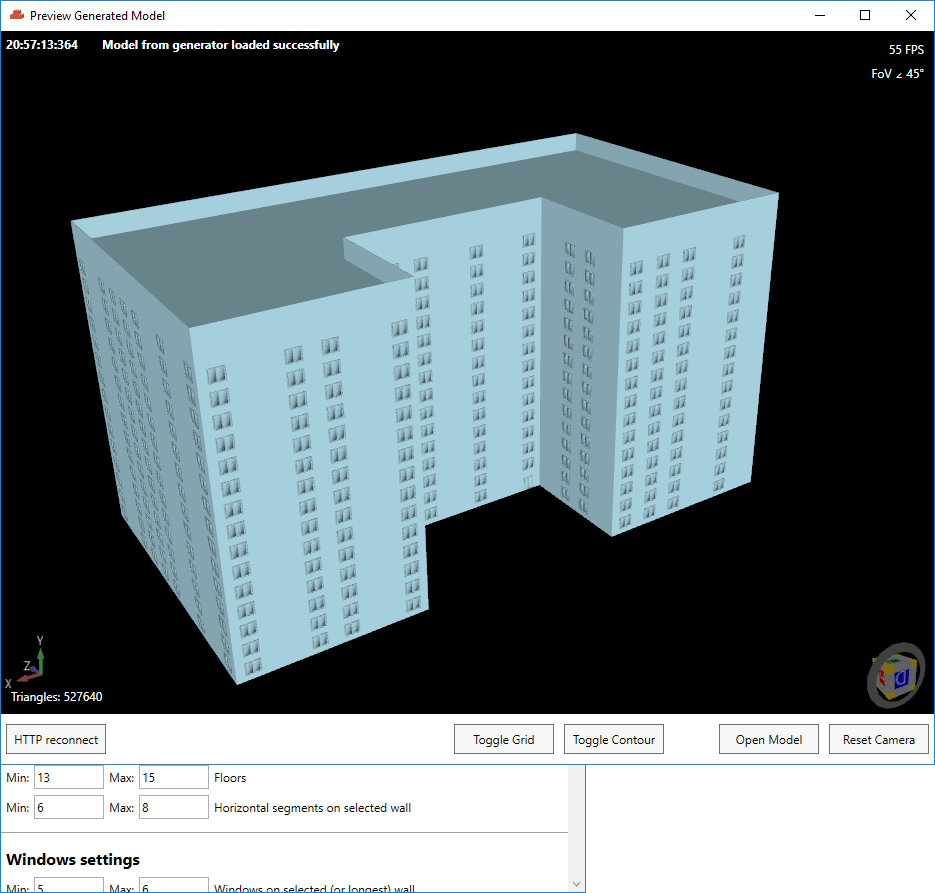 Preview Generated Model
20:57:13:364 Model from generator loaded successfully
55 FPS
FoV ∠ 45°
Y
Z
X
Triangles: 527640
HTTP reconnect Toggle Grid Toggle Contour Open Model Reset Camera
Min: 13 Max: 15 Floors
Min: 6 Max: 8 Horizontal segments on selected wall
Windows settings
Min: 5 Max: 6 Windows on selected (or longest) wall